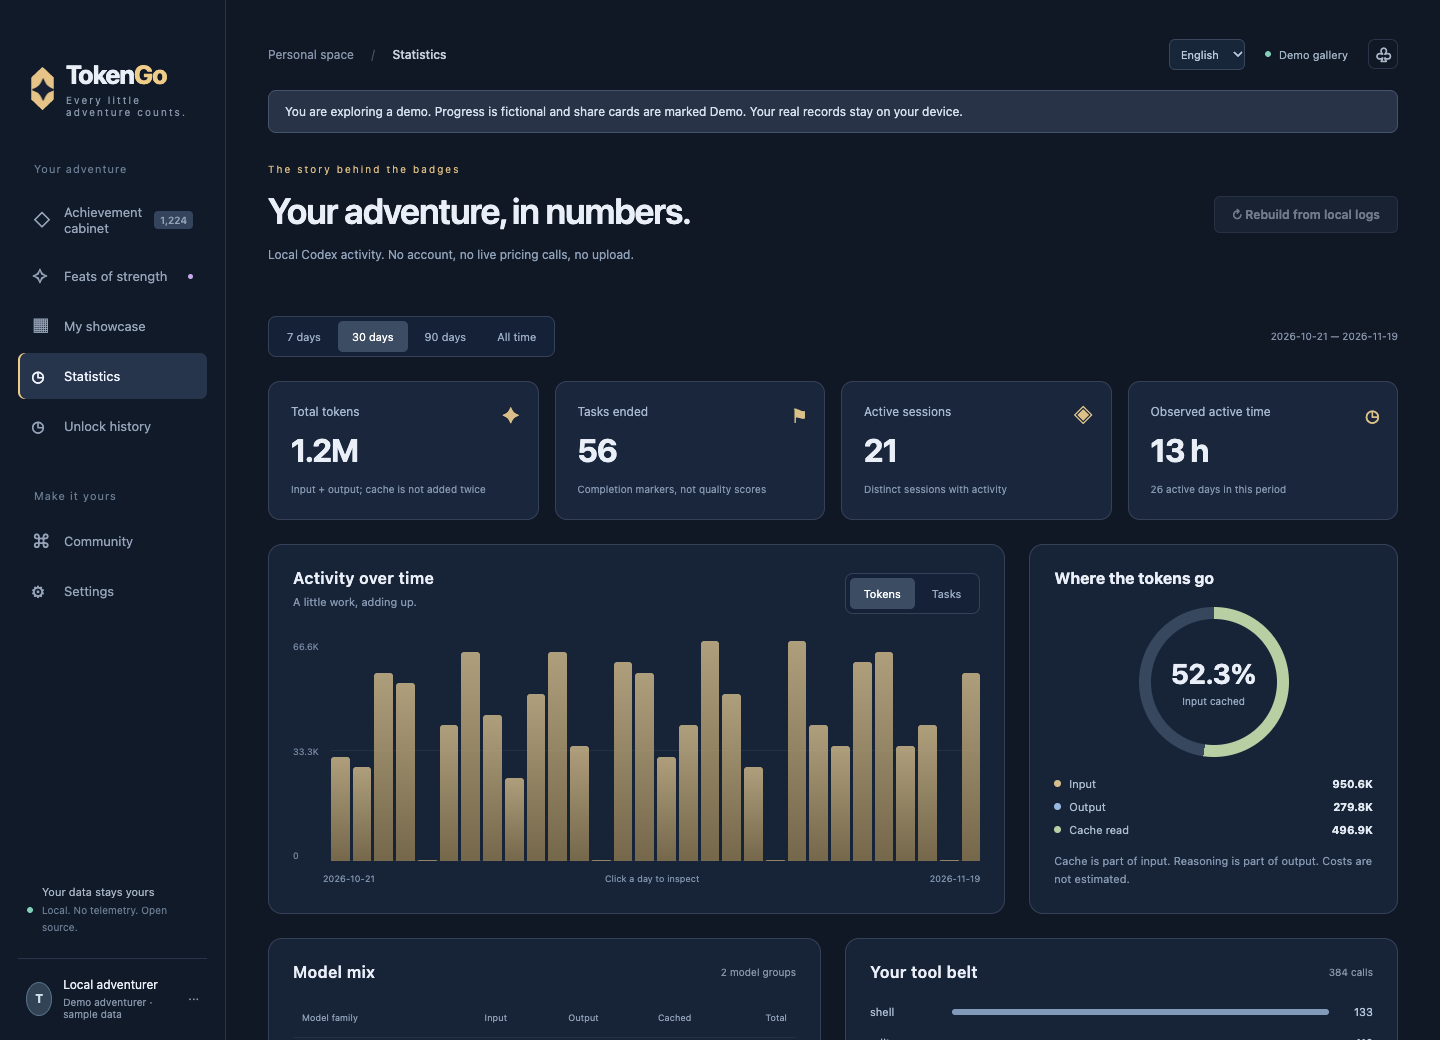 TokenGo
Every little
adventure counts.
Your adventure
Achievement
cabinet
1,224
Feats of strength
My showcase
Statistics
Unlock history
Make it yours
Community
Settings
Your data stays yours
Local. No telemetry. Open
source.
T
Local adventurer
Demo adventurer ·
sample data
...
Personal space / Statistics
English
Demo gallery
You are exploring a demo. Progress is fictional and share cards are marked Demo. Your real records stay on your device.
The story behind the badges
Your adventure, in numbers.
Local Codex activity. No account, no live pricing calls, no upload.
↻ Rebuild from local logs
7 days
30 days
90 days
All time
2026-10-21 — 2026-11-19
Total tokens
1.2M
Input + output; cache is not added twice
Tasks ended
56
Completion markers, not quality scores
Active sessions
21
Distinct sessions with activity
Observed active time
13 h
26 active days in this period
Activity over time
A little work, adding up.
Tokens
Tasks
66.6K
33.3K
0
2026-10-21
Click a day to inspect
2026-11-19
Where the tokens go
52.3%
Input cached
Input 950.6K
Output 279.8K
Cache read 496.9K
Cache is part of input. Reasoning is part of output. Costs are
not estimated.
Model mix
2 model groups
Model family Input Output Cached Total
Your tool belt
384 calls
shell 133